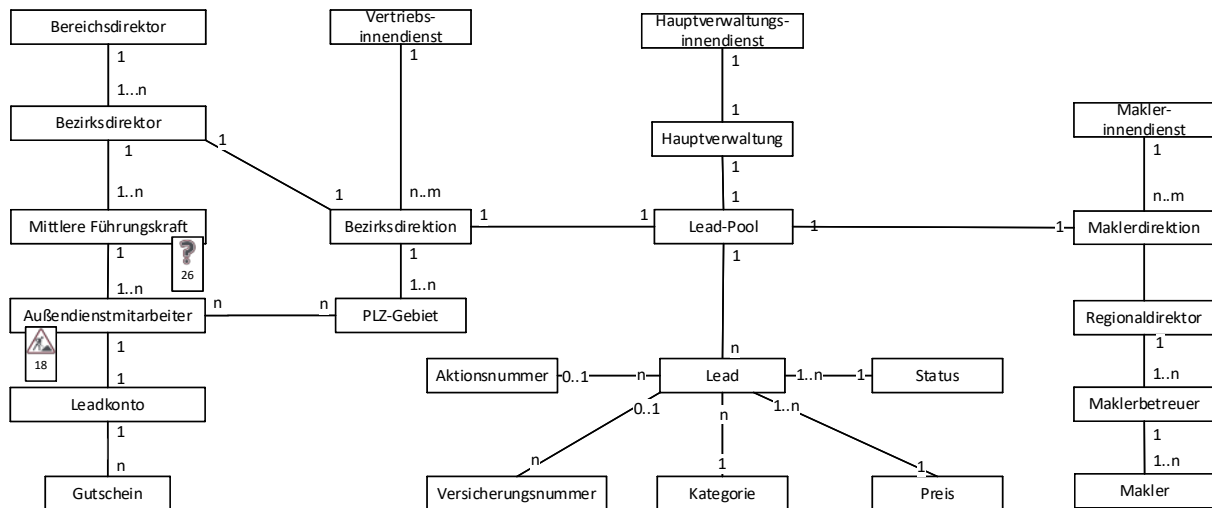 Bereichsdirektor
Vertriebs-
innendienst
Hauptverwaltungs-
innendienst
1
1
1
1...n
1
Bezirksdirektor
Hauptverwaltung
Makler-
innendienst
1
1
1
1
1..n
1
n..m
1
n..m
Mittlere Führungskraft
Bezirksdirektion
1
1
Lead-Pool
1
1
Maklerdirektion
26
1
1
1
1..n
1..n
Außendienstmitarbeiter
n
n
PLZ-Gebiet
Regionaldirektor
18
1
1
n
1
1..n
Aktionsnummer
0..1
n
Lead
1..n
1
Status
Leadkonto
0..1
n
1..n
Maklerbetreuer
1
1
n
n
1
1
1..n
Gutschein
Versicherungsnummer
Kategorie
Preis
Makler